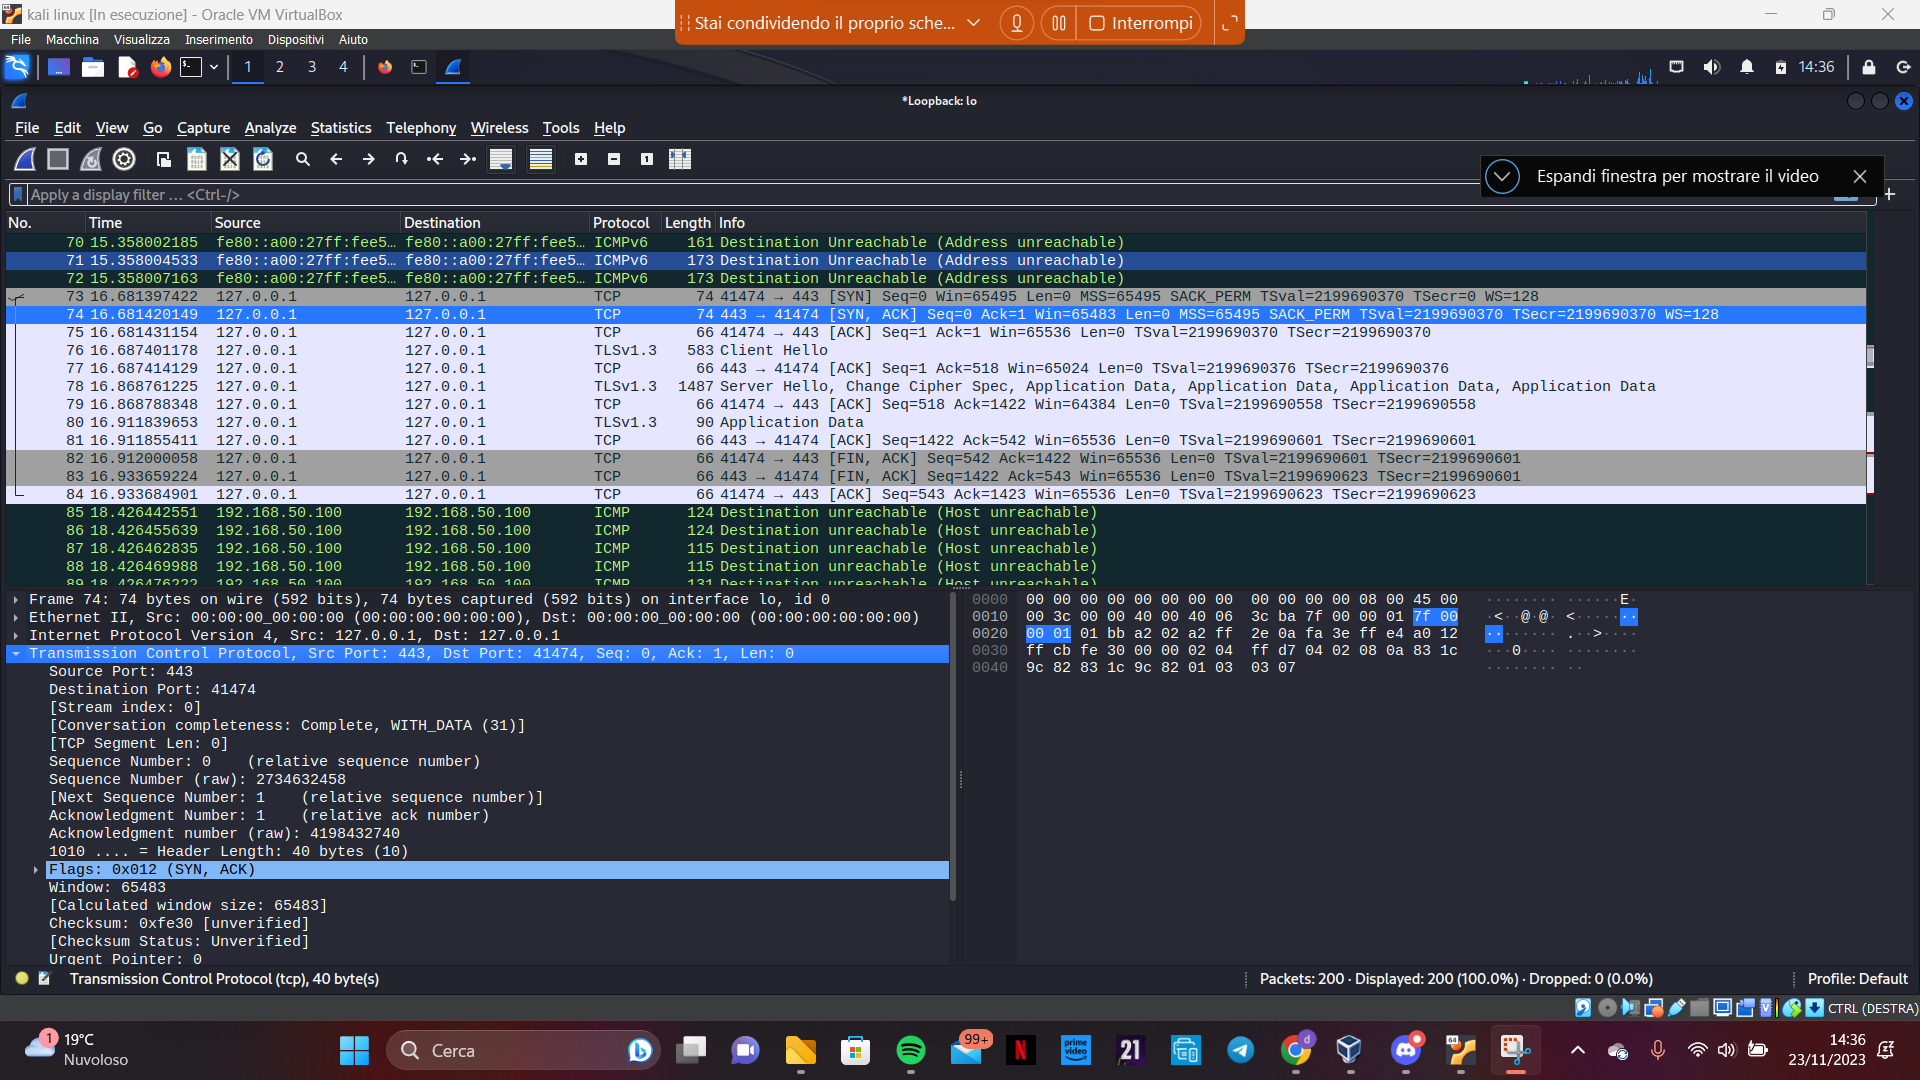 kali linux [In esecuzione] - Oracle VM VirtualBox
Stai condividendo il proprio sche... Interrompi
File Macchina Visualizza Inserimento Dispositivi Aiuto
1 2 3 4 14:36
*Loopback: lo
File Edit View Go Capture Analyze Statistics Telephony Wireless Tools Help
Espandi finestra per mostrare il video
Apply a display filter ... <Ctrl-/>
No. Time Source Destination Protocol Length Info
70 15.358002185 fe80::a00:27ff:fee5... fe80::a00:27ff:fee5... ICMPv6 161 Destination Unreachable (Address unreachable)
71 15.358004533 fe80::a00:27ff:fee5... fe80::a00:27ff:fee5... ICMPv6 173 Destination Unreachable (Address unreachable)
72 15.358007163 fe80::a00:27ff:fee5... fe80::a00:27ff:fee5... ICMPv6 173 Destination Unreachable (Address unreachable)
73 16.681397422 127.0.0.1 127.0.0.1 TCP 74 41474 → 443 [SYN] Seq=0 Win=65495 Len=0 MSS=65495 SACK_PERM TSval=2199690370 TSecr=0 WS=128
74 16.681420149 127.0.0.1 127.0.0.1 TCP 74 443 → 41474 [SYN, ACK] Seq=0 Ack=1 Win=65483 Len=0 MSS=65495 SACK_PERM TSval=2199690370 TSecr=2199690370 WS=128
75 16.681431154 127.0.0.1 127.0.0.1 TCP 66 41474 → 443 [ACK] Seq=1 Ack=1 Win=65536 Len=0 TSval=2199690370 TSecr=2199690370
76 16.687401178 127.0.0.1 127.0.0.1 TLSv1.3 583 Client Hello
77 16.687414129 127.0.0.1 127.0.0.1 TCP 66 443 → 41474 [ACK] Seq=1 Ack=518 Win=65024 Len=0 TSval=2199690376 TSecr=2199690376
78 16.868761225 127.0.0.1 127.0.0.1 TLSv1.3 1487 Server Hello, Change Cipher Spec, Application Data, Application Data, Application Data, Application Data
79 16.868788348 127.0.0.1 127.0.0.1 TCP 66 41474 → 443 [ACK] Seq=518 Ack=1422 Win=64384 Len=0 TSval=2199690558 TSecr=2199690558
80 16.911839653 127.0.0.1 127.0.0.1 TLSv1.3 90 Application Data
81 16.911855411 127.0.0.1 127.0.0.1 TCP 66 443 → 41474 [ACK] Seq=1422 Ack=542 Win=65536 Len=0 TSval=2199690601 TSecr=2199690601
82 16.912000058 127.0.0.1 127.0.0.1 TCP 66 41474 → 443 [FIN, ACK] Seq=542 Ack=1422 Win=65536 Len=0 TSval=2199690601 TSecr=2199690601
83 16.933659224 127.0.0.1 127.0.0.1 TCP 66 443 → 41474 [FIN, ACK] Seq=1422 Ack=543 Win=65536 Len=0 TSval=2199690623 TSecr=2199690601
84 16.933684901 127.0.0.1 127.0.0.1 TCP 66 41474 → 443 [ACK] Seq=543 Ack=1423 Win=65536 Len=0 TSval=2199690623 TSecr=2199690623
85 18.426442551 192.168.50.100 192.168.50.100 ICMP 124 Destination unreachable (Host unreachable)
86 18.426455639 192.168.50.100 192.168.50.100 ICMP 124 Destination unreachable (Host unreachable)
87 18.426462835 192.168.50.100 192.168.50.100 ICMP 115 Destination unreachable (Host unreachable)
88 18.426469988 192.168.50.100 192.168.50.100 ICMP 115 Destination unreachable (Host unreachable)
89 18.426476222 192.168.50.100 192.168.50.100 ICMP 131 Destination unreachable (Host unreachable)
Frame 74: 74 bytes on wire (592 bits), 74 bytes captured (592 bits) on interface lo, id 0
Ethernet II, Src: 00:00:00_00:00:00 (00:00:00:00:00:00), Dst: 00:00:00_00:00:00 (00:00:00:00:00:00)
Internet Protocol Version 4, Src: 127.0.0.1, Dst: 127.0.0.1
Transmission Control Protocol, Src Port: 443, Dst Port: 41474, Seq: 0, Ack: 1, Len: 0
Source Port: 443
Destination Port: 41474
[Stream index: 0]
[Conversation completeness: Complete, WITH_DATA (31)]
[TCP Segment Len: 0]
Sequence Number: 0 (relative sequence number)
Sequence Number (raw): 2734632458
[Next Sequence Number: 1 (relative sequence number)]
Acknowledgment Number: 1 (relative ack number)
Acknowledgment number (raw): 4198432740
1010 .... = Header Length: 40 bytes (10)
Flags: 0x012 (SYN, ACK)
Window: 65483
[Calculated window size: 65483]
Checksum: 0xfe30 [unverified]
[Checksum Status: Unverified]
Urgent Pointer: 0
0000 00 00 00 00 00 00 00 00 00 00 00 00 08 00 45 00 ········ ······E·
0010 00 3c 00 00 40 00 40 06 3c ba 7f 00 00 01 7f 00 ·<··@·@· <·······
0020 00 01 01 bb a2 02 a2 ff 2e 0a fa 3e ff e4 a0 12 ········ .··>····
0030 ff cb fe 30 00 00 02 04 ff d7 04 02 08 0a 83 1c ···0···· ········
0040 9c 82 83 1c 9c 82 01 03 03 07 ········ ··
Transmission Control Protocol (tcp), 40 byte(s)
Packets: 200 · Displayed: 200 (100.0%) · Dropped: 0 (0.0%)
Profile: Default
CTRL (DESTRA)
1 19°C
Nuvoloso
Cerca
99+
N
prime video
21
d
64
14:36
23/11/2023